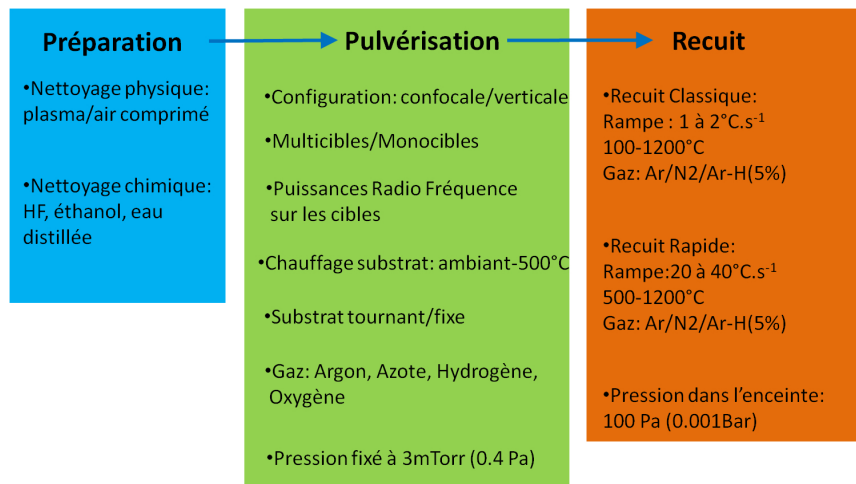 Préparation
•Nettoyage physique:
plasma/air comprimé
•Nettoyage chimique:
HF, éthanol, eau
distillée
Pulvérisation
•Configuration: confocale/verticale
•Multicibles/Monocibles
•Puissances Radio Fréquence
sur les cibles
•Chauffage substrat: ambiant-500°C
•Substrat tournant/fixe
•Gaz: Argon, Azote, Hydrogène,
Oxygène
•Pression fixé à 3mTorr (0.4 Pa)
Recuit
•Recuit Classique:
Rampe : 1 à 2°C.s⁻¹
100-1200°C
Gaz: Ar/N2/Ar-H(5%)
•Recuit Rapide:
Rampe:20 à 40°C.s⁻¹
500-1200°C
Gaz: Ar/N2/Ar-H(5%)
•Pression dans l’enceinte:
100 Pa (0.001Bar)